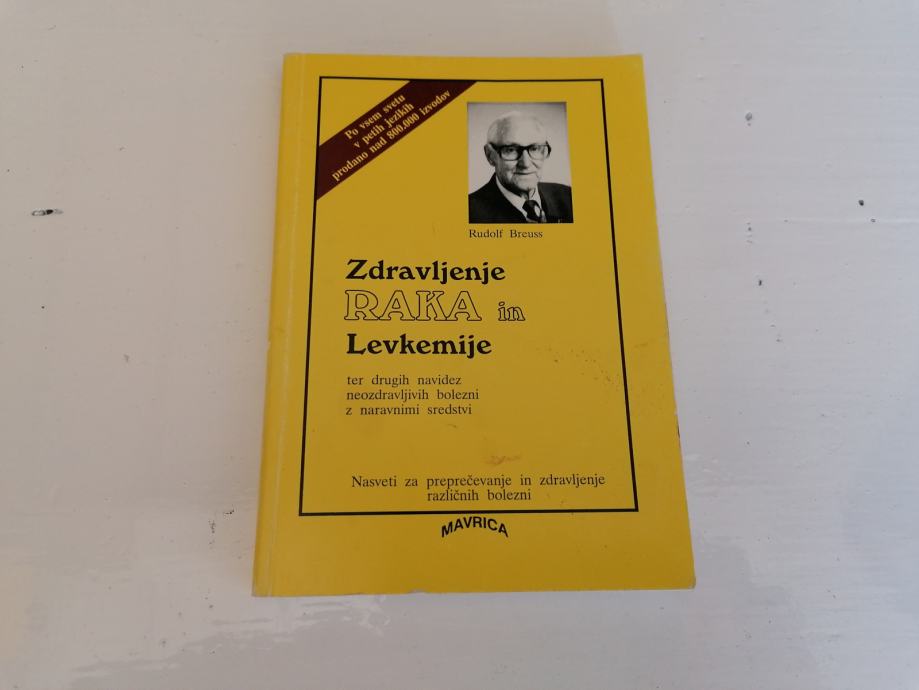 Po vsem svetu
v petih jezikih
prodano nad 800.000 izvodov
Rudolf Breuss
Zdravljenje
RAKA in
Levkemije
ter drugih navidez
neozdravljivih bolezni
z naravnimi sredstvi
Nasveti za preprečevanje in zdravljenje
različnih bolezni
MAVRICA